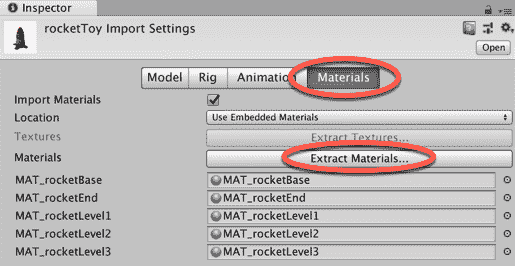 Inspector
rocketToy Import Settings
Open
Model Rig Animation Materials
Import Materials
Location Use Embedded Materials
Textures Extract Textures...
Materials Extract Materials...
MAT_rocketBase MAT_rocketBase
MAT_rocketEnd MAT_rocketEnd
MAT_rocketLevel1 MAT_rocketLevel1
MAT_rocketLevel2 MAT_rocketLevel2
MAT_rocketLevel3 MAT_rocketLevel3